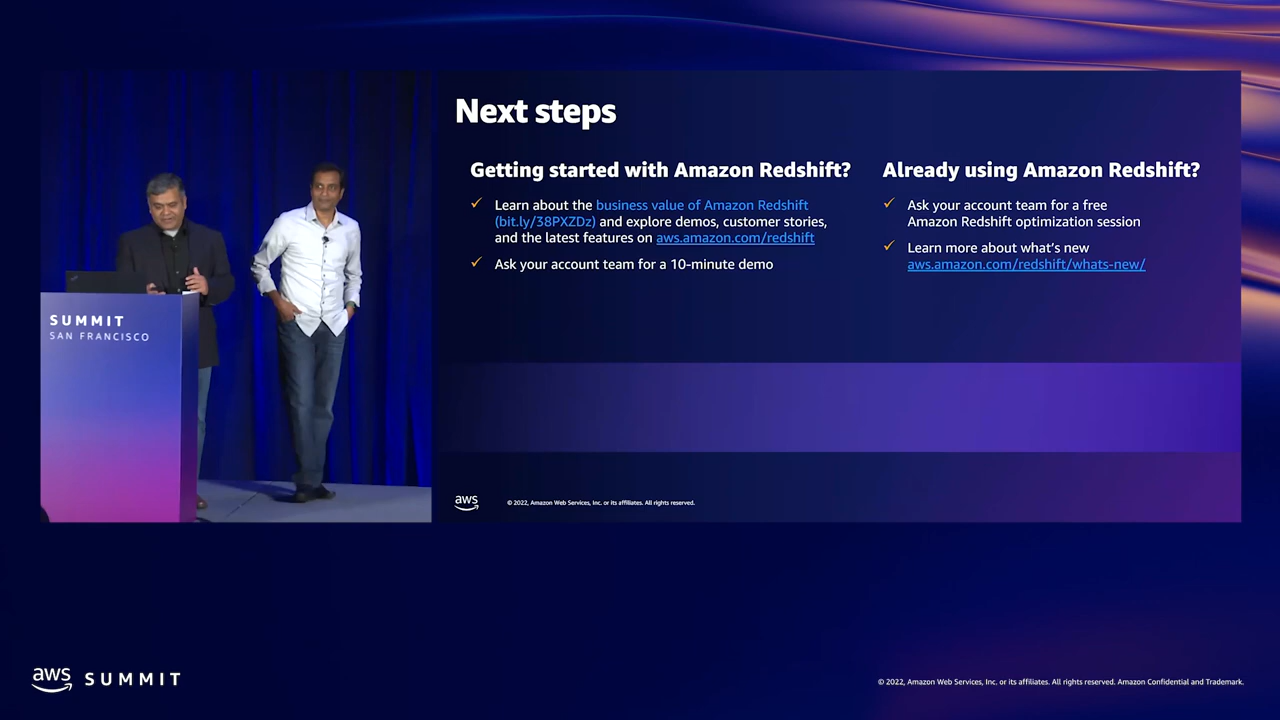 Next steps
Getting started with Amazon Redshift?
Learn about the business value of Amazon Redshift
(bit.ly/38PXZDz) and explore demos, customer stories,
and the latest features on aws.amazon.com/redshift
Ask your account team for a 10-minute demo
Already using Amazon Redshift?
Ask your account team for a free
Amazon Redshift optimization session
Learn more about what's new
aws.amazon.com/redshift/whats-new/
SUMMIT
SAN FRANCISCO
aws
© 2022, Amazon Web Services, Inc. or its affiliates. All rights reserved.
aws SUMMIT
© 2022, Amazon Web Services, Inc. or its affiliates. All rights reserved. Amazon Confidential and Trademark.